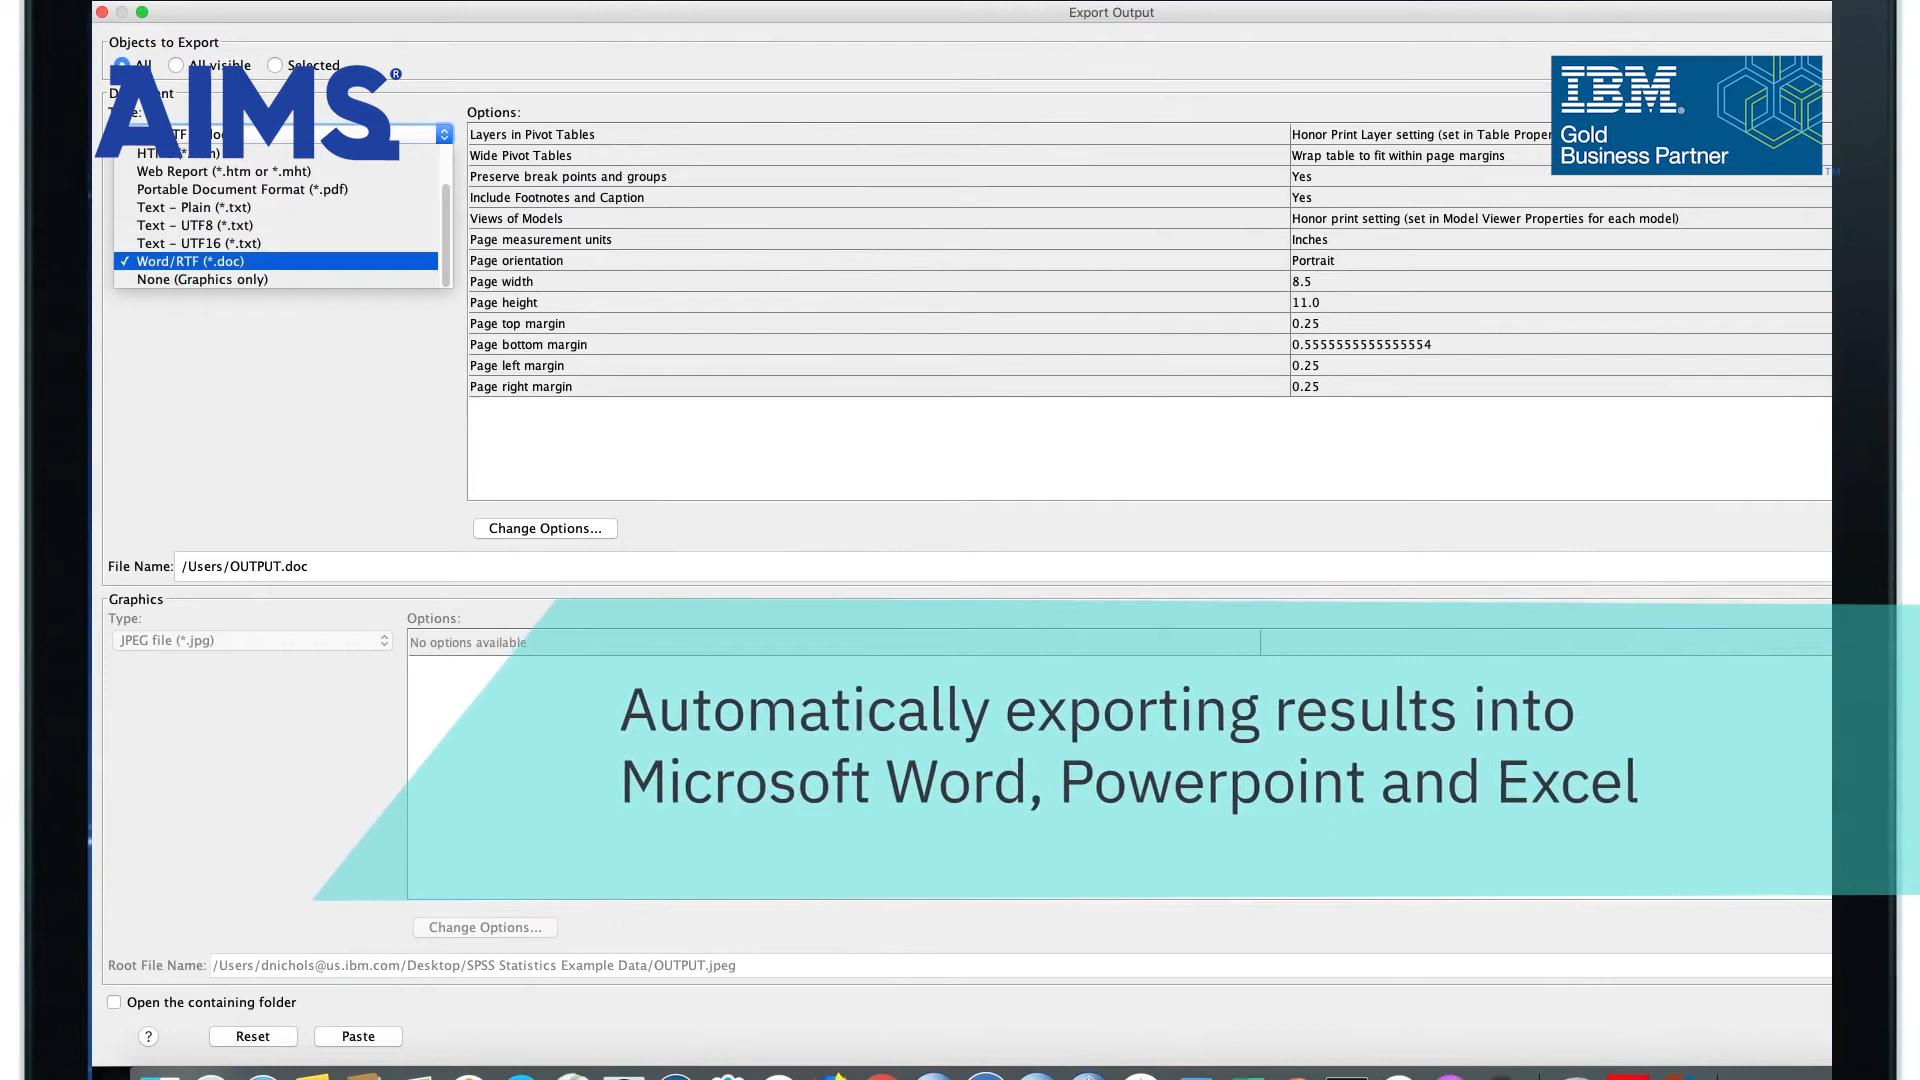 Export Output
Objects to Export
All
All visible
Selected
AIMS®
IBM®
Gold
Business Partner
TM
Options:
Layers in Pivot Tables
Honor Print Layer setting (set in Table
Wide Pivot Tables
Wrap table to fit within page margins
Web Report (*.htm or *.mht)
Preserve break points and groups
Yes
Portable Document Format (*.pdf)
Include Footnotes and Caption
Yes
Text - Plain (*.txt)
Views of Models
Honor print setting (set in Model Viewer Properties for each model)
Text - UTF8 (*.txt)
Page measurement units
Inches
Text - UTF16 (*.txt)
Page orientation
Portrait
✓ Word/RTF (*.doc)
Page width
8.5
None (Graphics only)
Page height
11.0
Page top margin
0.25
Page bottom margin
0.5555555555555554
Page left margin
0.25
Page right margin
0.25
Change Options...
File Name: /Users/OUTPUT.doc
Graphics
Type:
Options:
JPEG file (*.jpg)
No options available
Automatically exporting results into
Microsoft Word, Powerpoint and Excel
Change Options...
Root File Name: /Users/dnichols@us.ibm.com/Desktop/SPSS Statistics Example Data/OUTPUT.jpeg
Open the containing folder
?
Reset
Paste